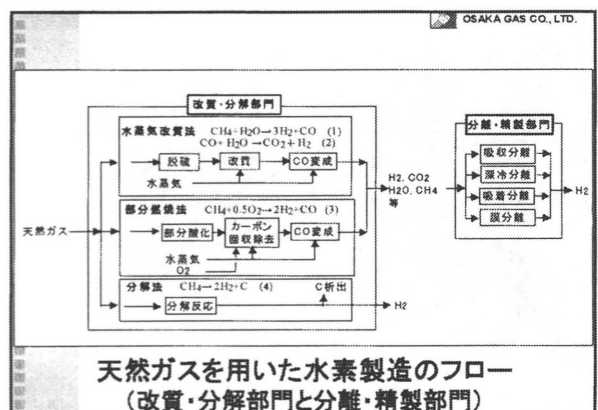 OSAKA GAS CO., LTD.
改質・分解部門
水蒸気改質法 CH4+H2O→3H2+CO (1)
CO+H2O→CO2+H2 (2)
脱硫 改質 CO変成
水蒸気
部分燃焼法 CH4+0.5O2→2H2+CO (3)
天然ガス
部分酸化 カーボン回収除去 CO変成
水蒸気
O2
分解法 CH4→2H2+C (4) C析出
分解反応
H2
H2, CO2
H2O, CH4
等
分離・精製部門
吸収分離
深冷分離
吸着分離
膜分離
H2
天然ガスを用いた水素製造のフロー
(改質・分解部門と分離・精製部門)